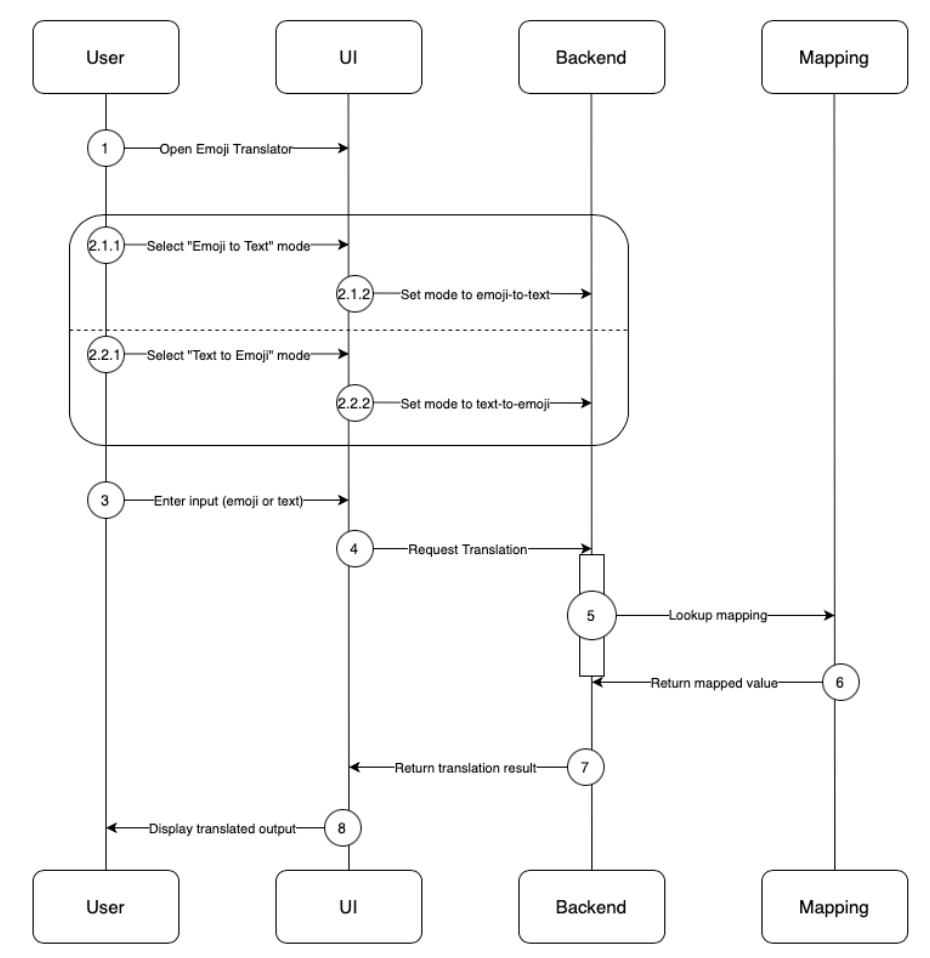 User
UI
Backend
Mapping
1
Open Emoji Translator
2.1.1
Select "Emoji to Text" mode
2.1.2
Set mode to emoji-to-text
2.2.1
Select "Text to Emoji" mode
2.2.2
Set mode to text-to-emoji
3
Enter input (emoji or text)
4
Request Translation
5
Lookup mapping
Return mapped value
6
Return translation result
7
Display translated output
8
User
UI
Backend
Mapping